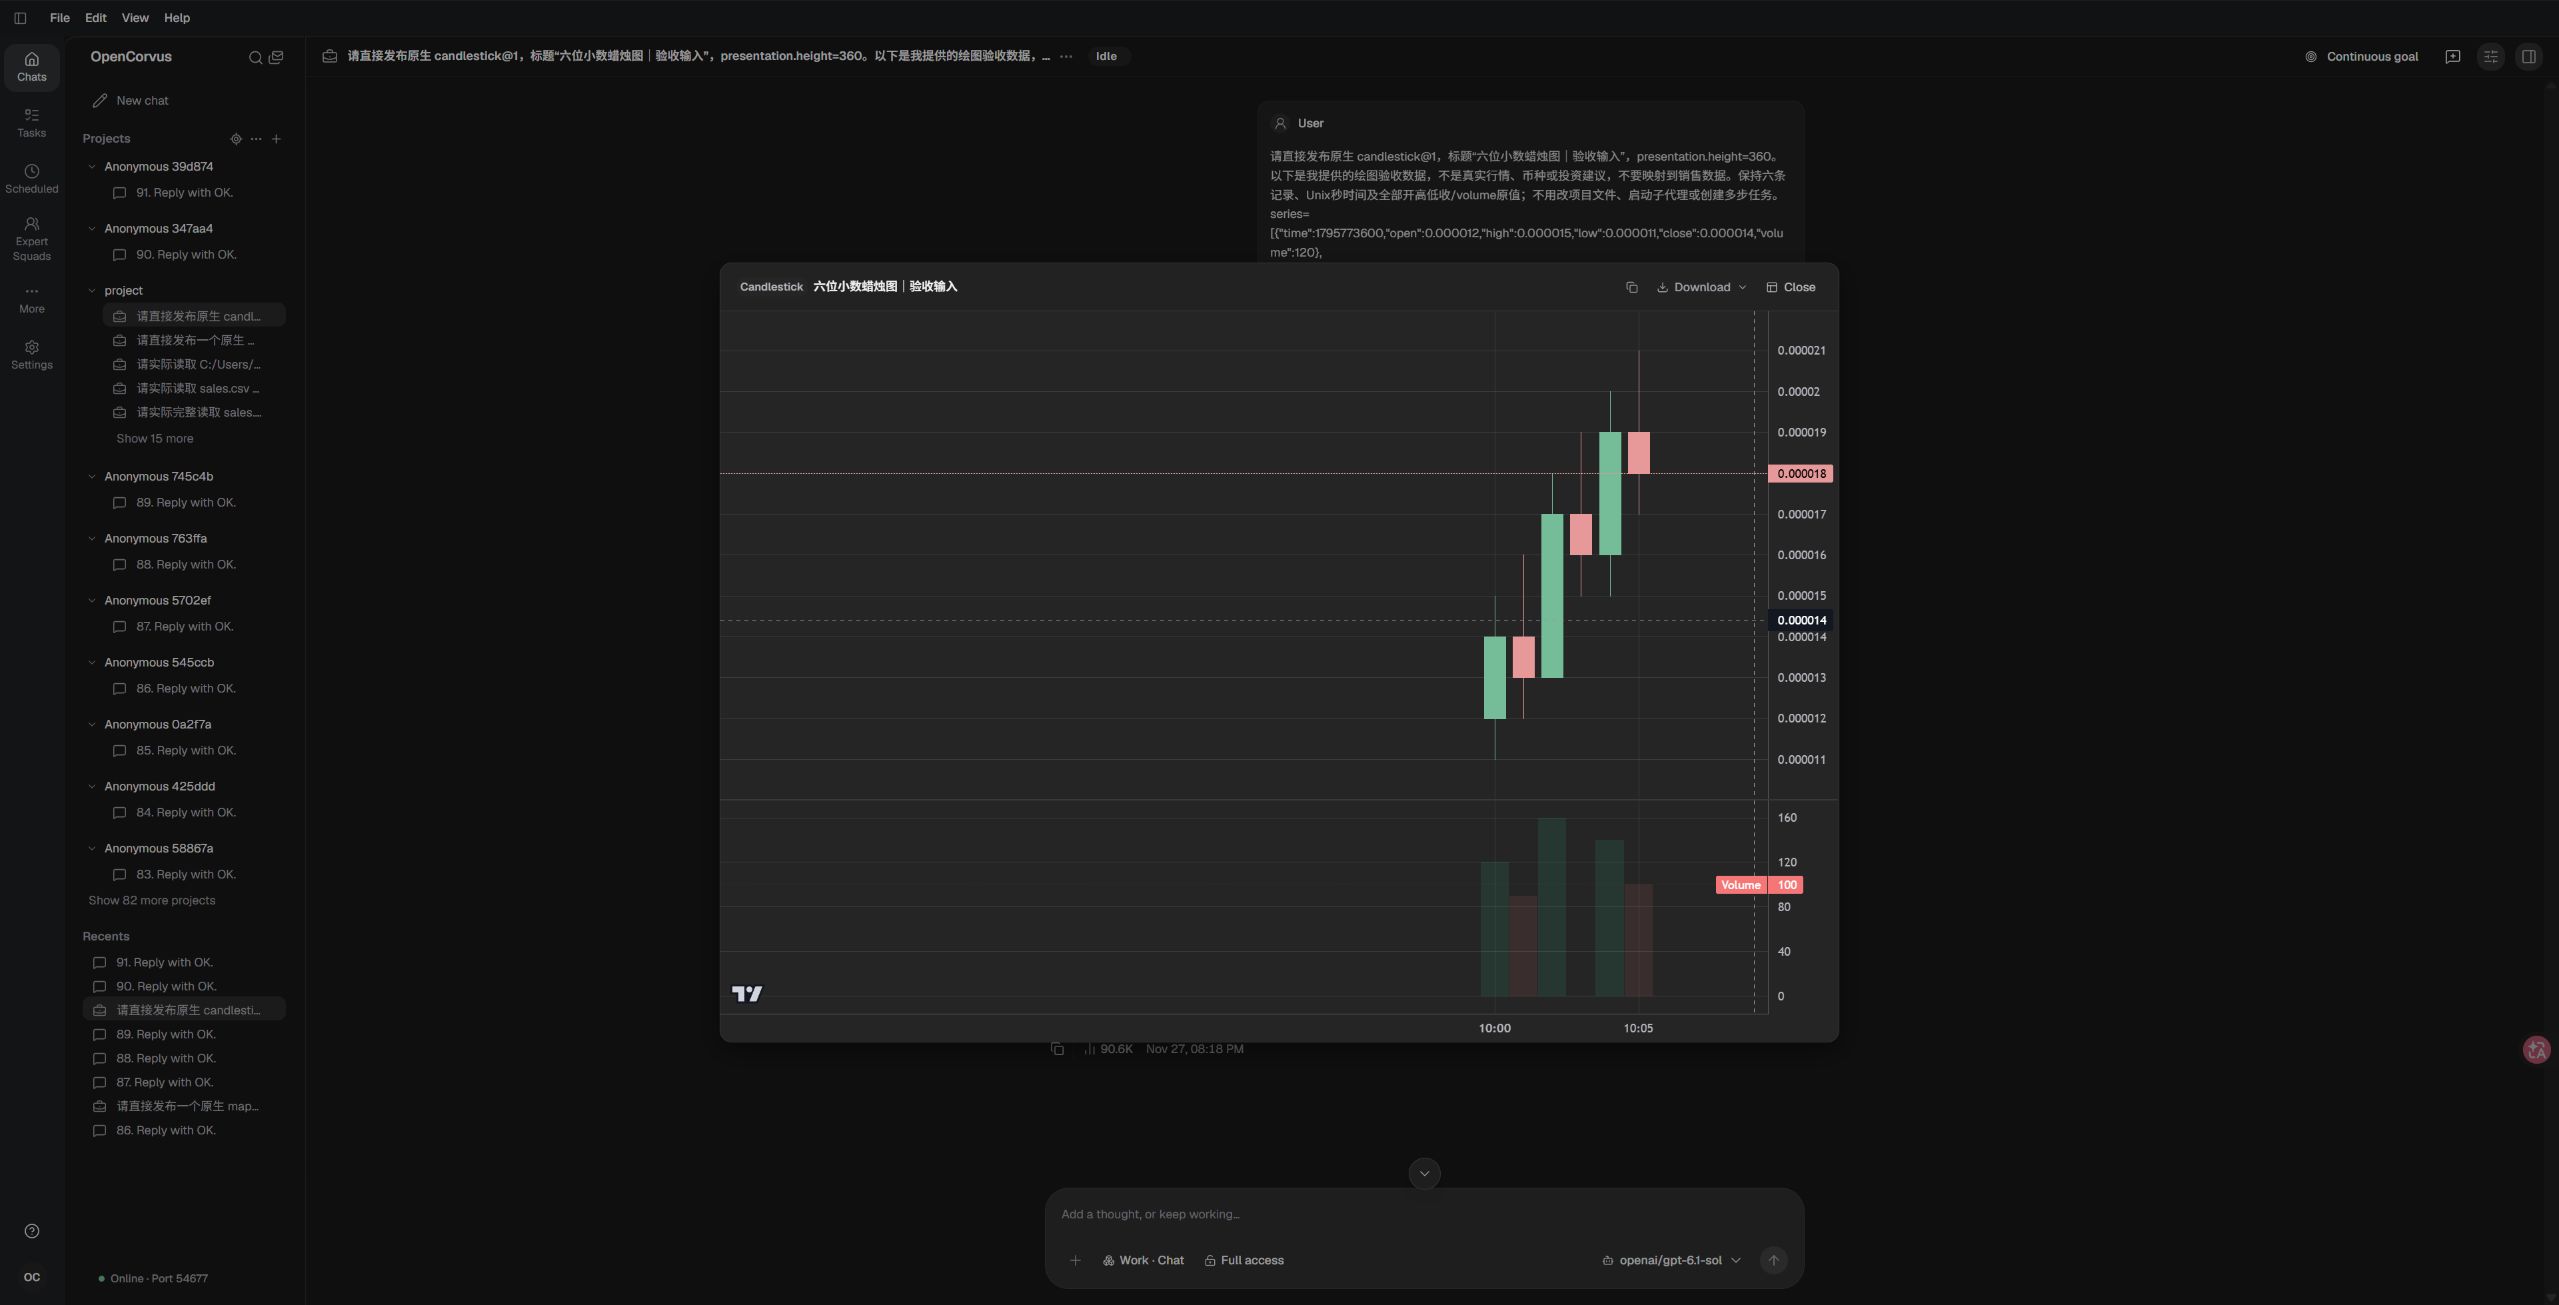 File Edit View Help
Chats
Tasks
Scheduled
Expert
Squads
More
Settings
OC
OpenCorvus
New chat
Projects
Anonymous 39d874
91. Reply with OK.
Anonymous 347aa4
90. Reply with OK.
project
请直接发布原生 candl...
请直接发布一个原生 ...
请实际读取 C:/Users/...
请实际读取 sales.csv ...
请实际完整读取 sales....
Show 15 more
Anonymous 745c4b
89. Reply with OK.
Anonymous 763ffa
88. Reply with OK.
Anonymous 5702ef
87. Reply with OK.
Anonymous 545ccb
86. Reply with OK.
Anonymous 0a2f7a
85. Reply with OK.
Anonymous 425ddd
84. Reply with OK.
Anonymous 58867a
83. Reply with OK.
Show 82 more projects
Recents
91. Reply with OK.
90. Reply with OK.
请直接发布原生 candlesti...
89. Reply with OK.
88. Reply with OK.
87. Reply with OK.
请直接发布一个原生 map...
86. Reply with OK.
Online · Port 54677
请直接发布原生 candlestick@1，标题“六位小数蜡烛图｜验收输入”，presentation.height=360。以下是我提供的绘图验收数据，... ··· Idle
Continuous goal
User
请直接发布原生 candlestick@1，标题“六位小数蜡烛图｜验收输入”，presentation.height=360。
以下是我提供的绘图验收数据，不是真实行情、币种或投资建议，不要映射到销售数据。保持六条
记录、Unix秒时间及全部开高低收/volume原值；不用改项目文件、启动子代理或创建多步任务。
series=
[{"time":1795773600,"open":0.000012,"high":0.000015,"low":0.000011,"close":0.000014,"volu
me":120},
Candlestick 六位小数蜡烛图｜验收输入
Download
Close
0.000021
0.00002
0.000019
0.000018
0.000017
0.000016
0.000015
0.000014
0.000014
0.000013
0.000012
0.000011
160
120
Volume 100
80
40
0
10:00 10:05
90.6K Nov 27, 08:18 PM
Add a thought, or keep working...
Work · Chat Full access
openai/gpt-6.1-sol